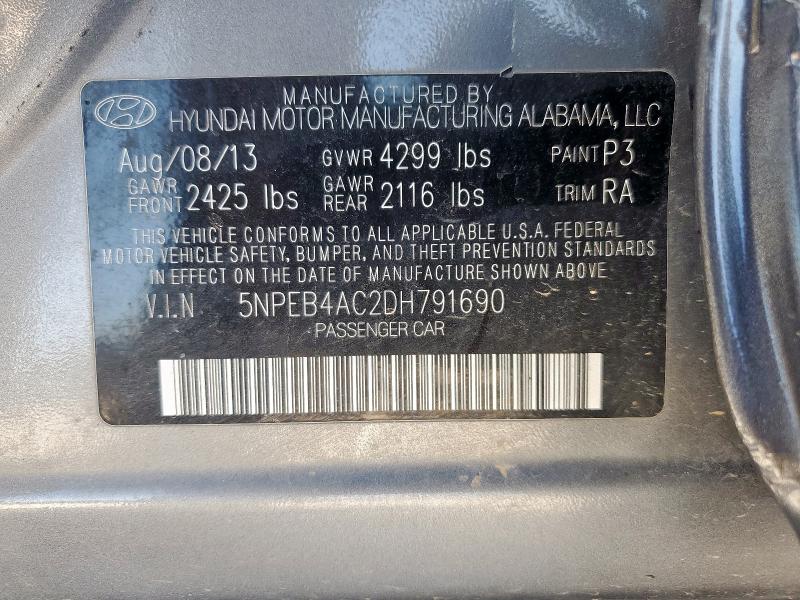 MANUFACTURED BY
HYUNDAI MOTOR MANUFACTURING ALABAMA, LLC
Aug/08/13 GVWR 4299 lbs PAINT P3
GAWR FRONT 2425 lbs GAWR REAR 2116 lbs TRIM RA
THIS VEHICLE CONFORMS TO ALL APPLICABLE U.S.A. FEDERAL
MOTOR VEHICLE SAFETY, BUMPER, AND THEFT PREVENTION STANDARDS
IN EFFECT ON THE DATE OF MANUFACTURE SHOWN ABOVE
V.I.N 5NPEB4AC2DH791690
PASSENGER CAR